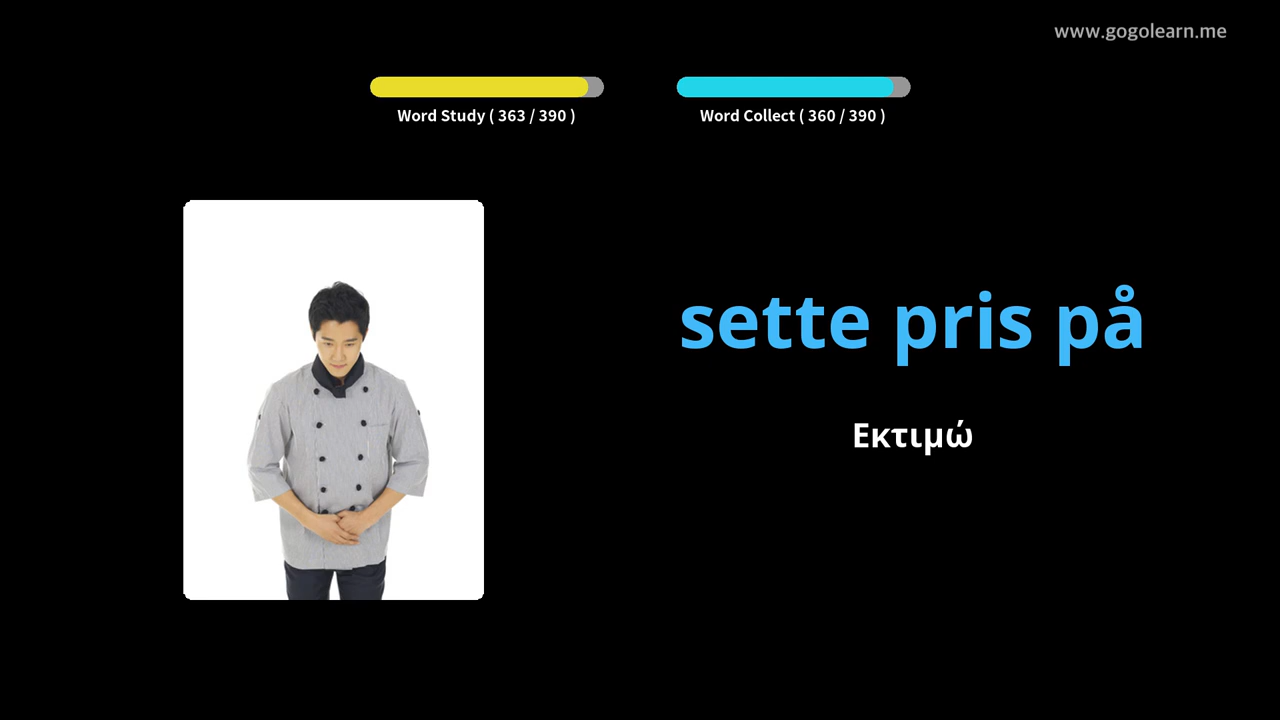 www.gogolearn.me
Word Study ( 363 / 390 )
Word Collect ( 360 / 390 )
sette pris på
Εκτιμώ